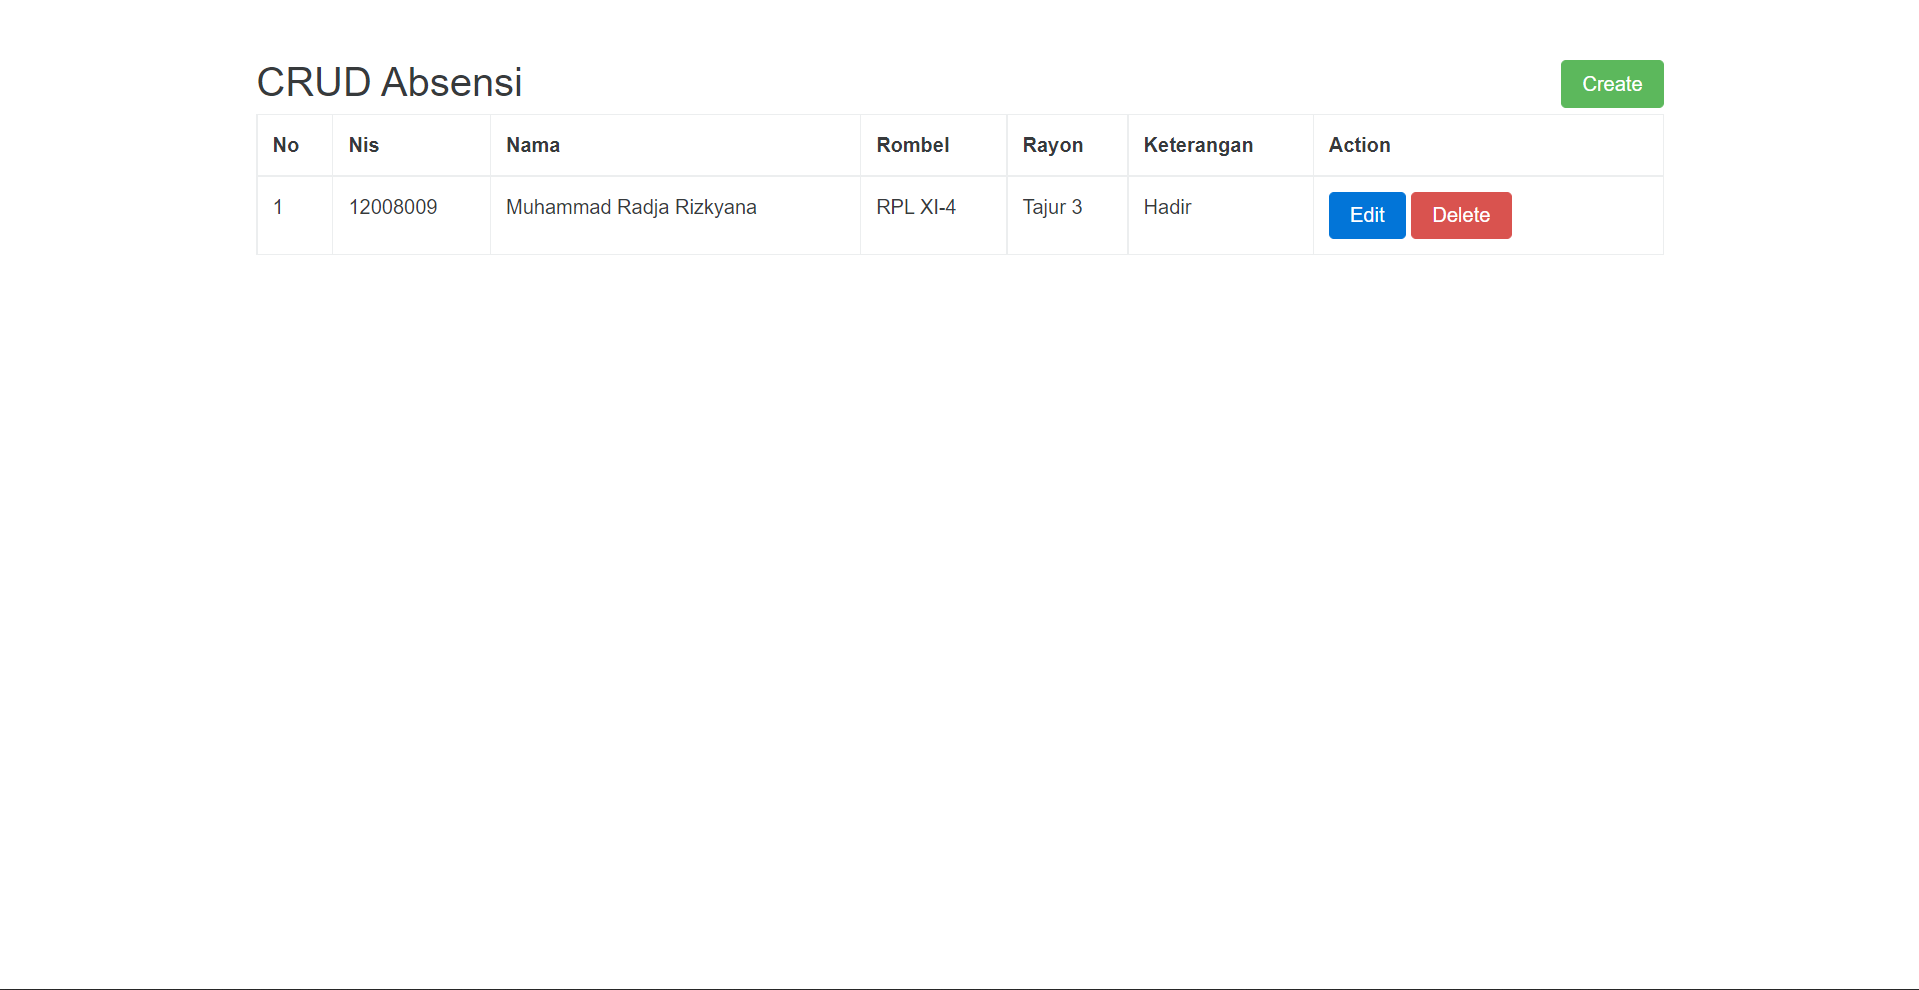 CRUD Absensi Create
No Nis Nama Rombel Rayon Keterangan Action
1 12008009 Muhammad Radja Rizkyana RPL XI-4 Tajur 3 Hadir Edit Delete